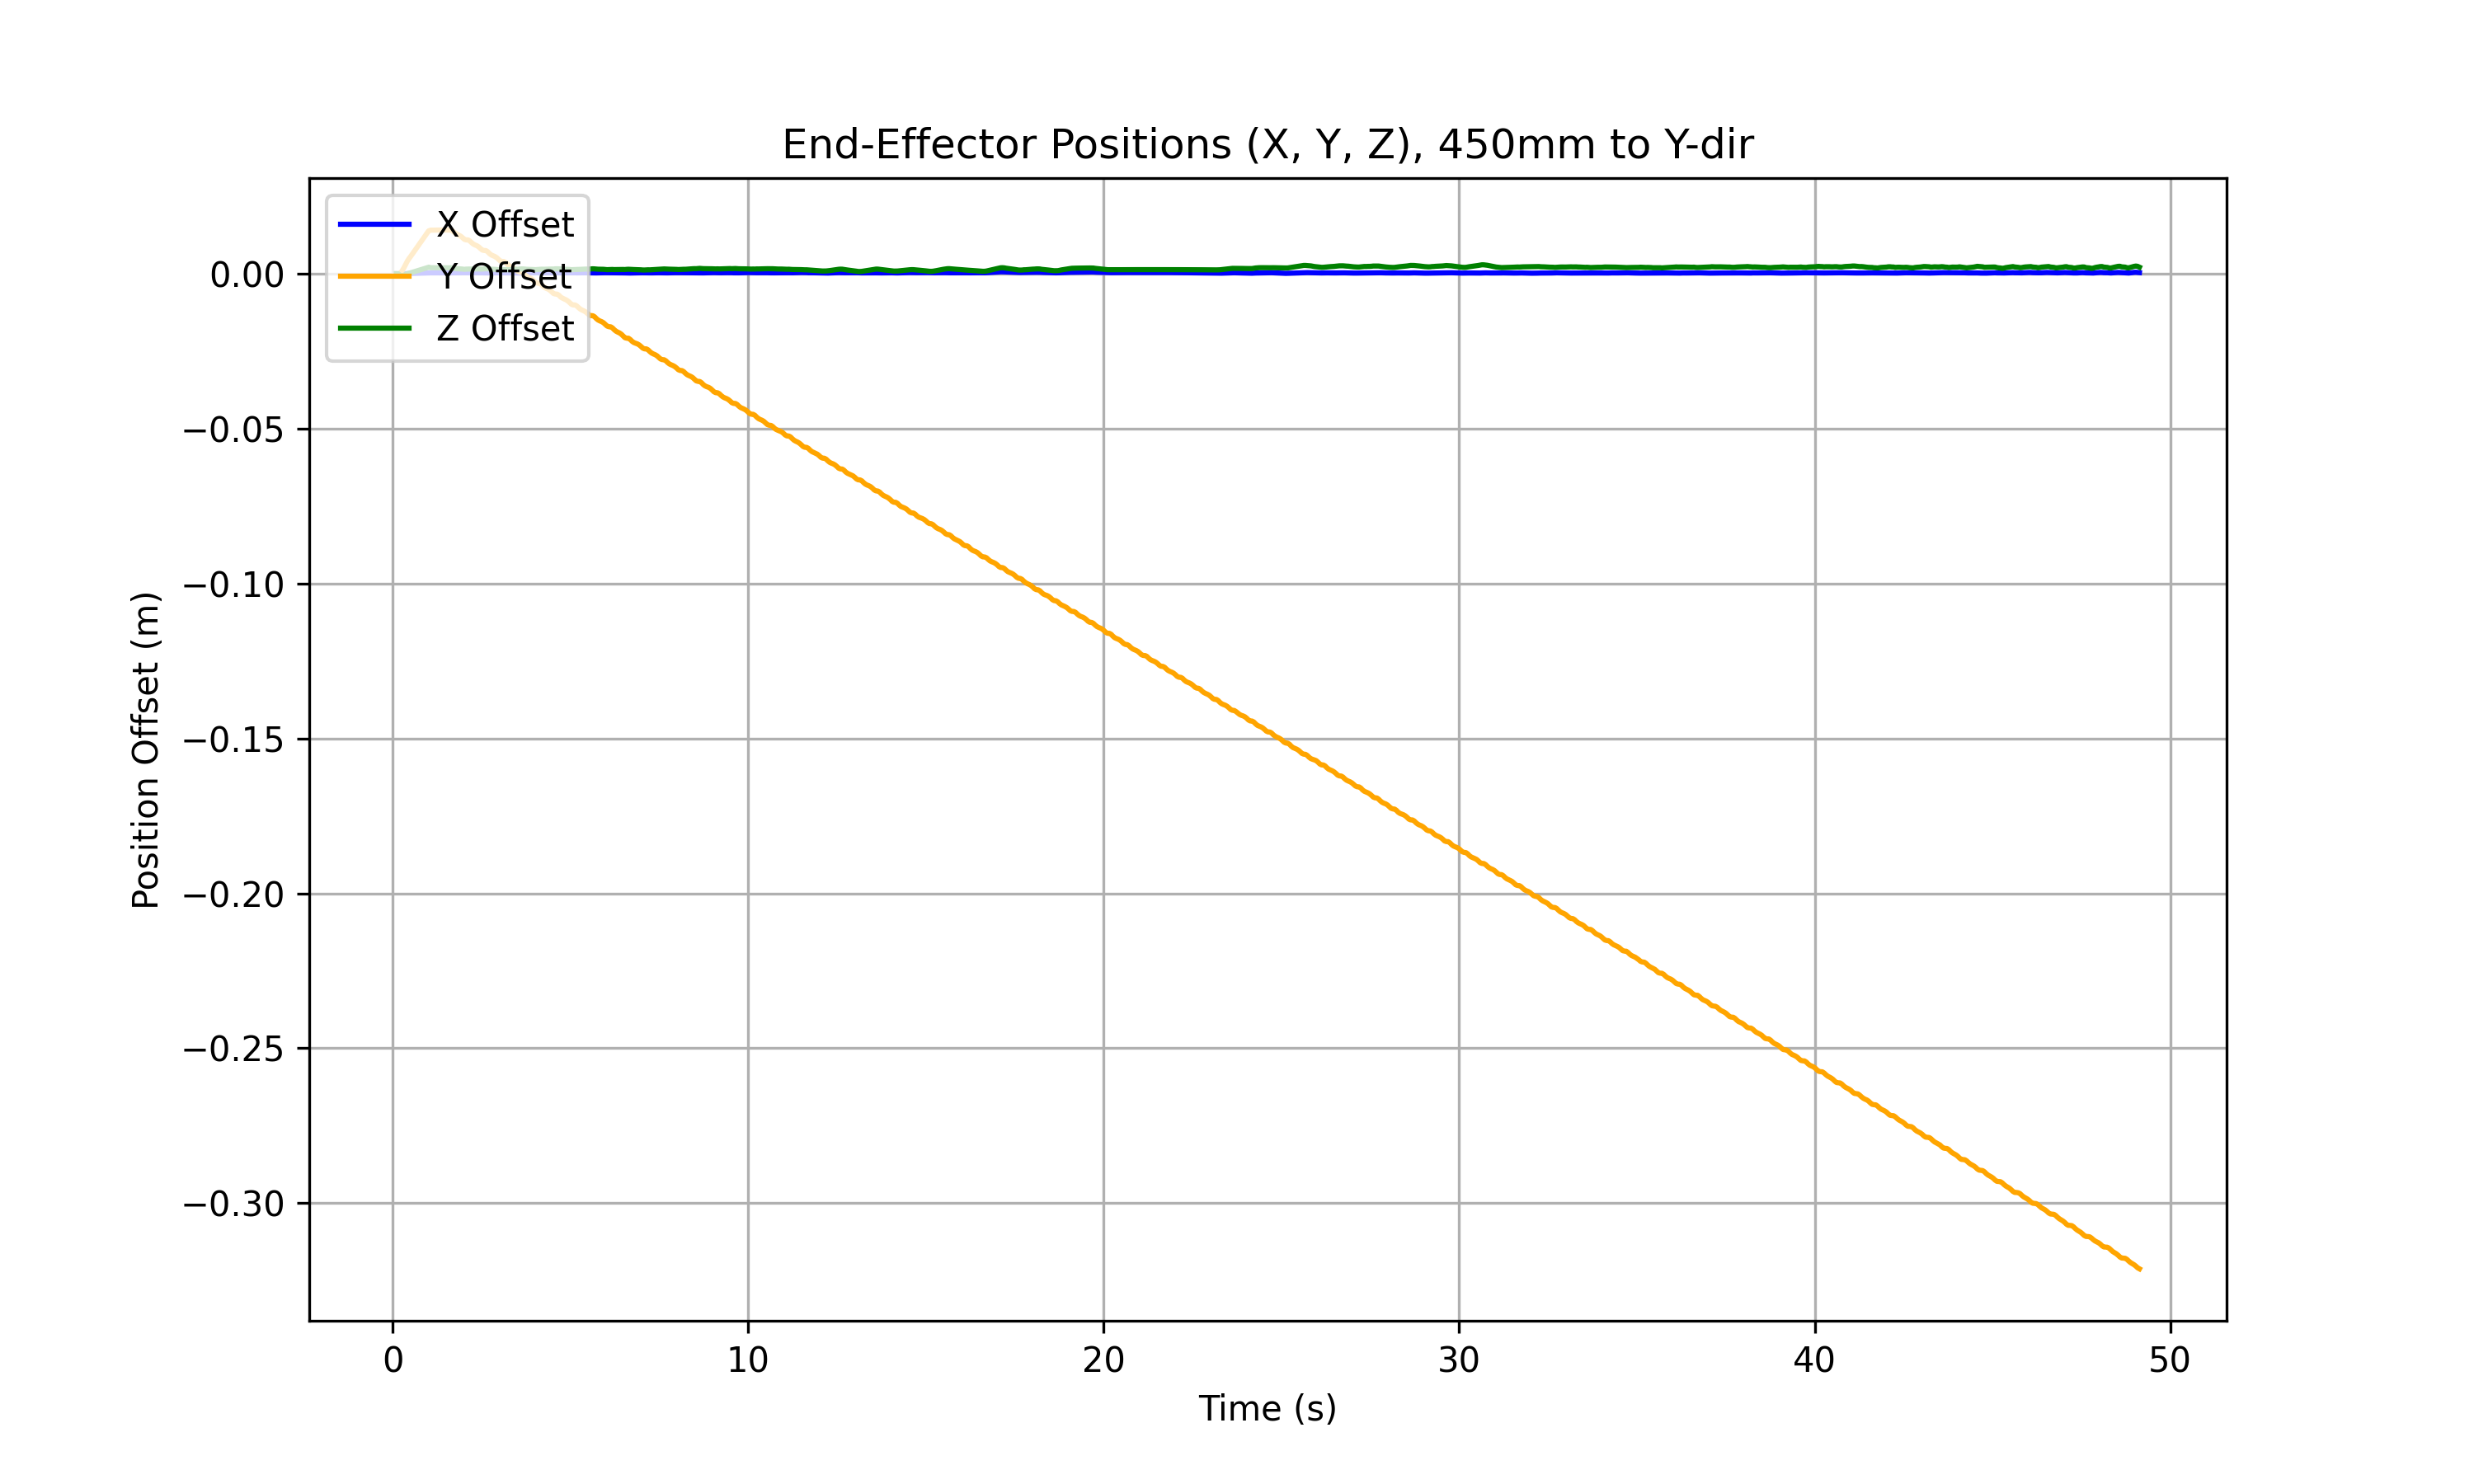 End-Effector Positions (X, Y, Z), 450mm to Y-dir
X Offset
Y Offset
Z Offset
0.00
−0.05
−0.10
−0.15
−0.20
−0.25
−0.30
Position Offset (m)
0 10 20 30 40 50
Time (s)